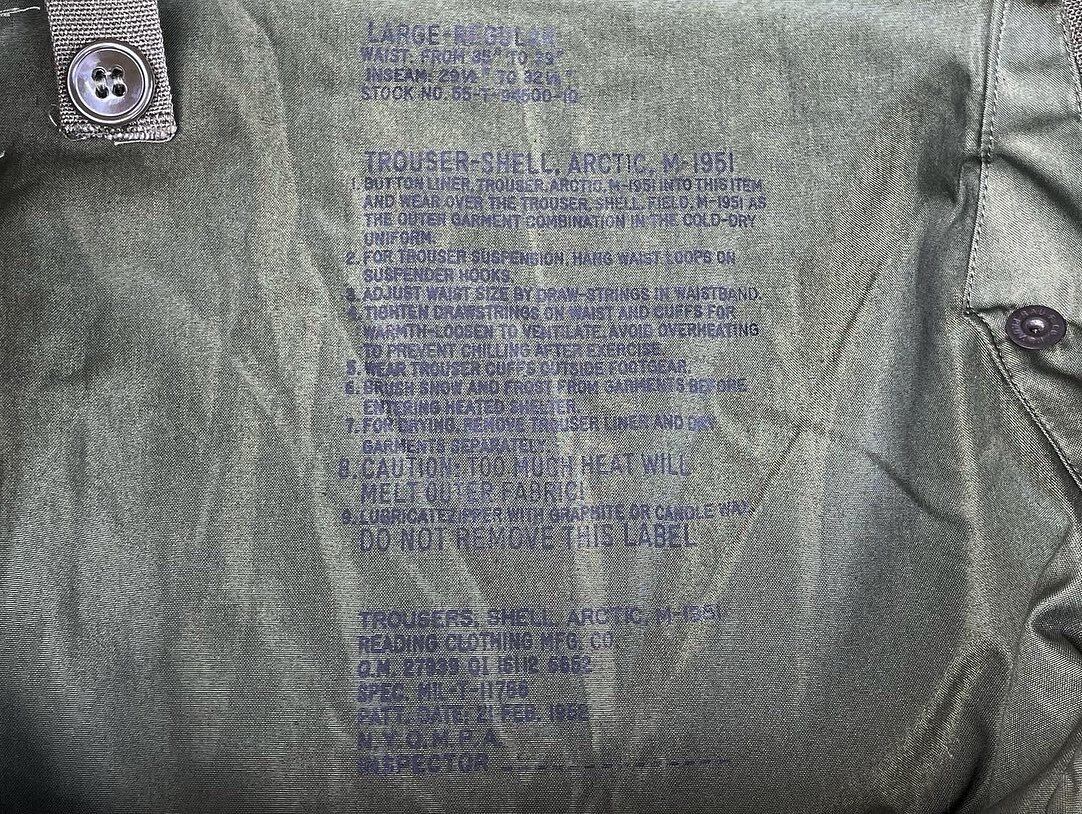 LARGE REGULAR
WAIST: FROM 35" TO 39"
INSEAM: 29½" TO 32½"
STOCK NO. 55-T-
TROUSER-SHELL, ARCTIC, M-1951
1. BUTTON LINER, TROUSER, ARCTIC, M-1951 INTO THIS ITEM
AND WEAR OVER THE TROUSER, SHELL, FIELD, M-1951 AS
THE OUTER GARMENT COMBINATION IN THE COLD-DRY
UNIFORM.
2. FOR TROUSER SUSPENSION, HANG WAIST LOOPS ON
SUSPENDER HOOKS.
3. ADJUST WAIST SIZE BY DRAW-STRINGS IN WAISTBAND.
4. TIGHTEN DRAWSTRINGS ON WAIST AND CUFFS FOR
WARMTH-LOOSEN TO VENTILATE. AVOID OVERHEATING
TO PREVENT CHILLING AFTER EXERCISE.
5. WEAR TROUSER CUFFS OUTSIDE FOOTGEAR.
6. BRUSH SNOW AND FROST FROM GARMENTS BEFORE
ENTERING HEATED SHELTER.
7. FOR DRYING, REMOVE TROUSER LINER AND DRY
GARMENTS SEPARATELY.
8. CAUTION: TOO MUCH HEAT WILL
MELT OUTER FABRIC!
9. LUBRICATE ZIPPER WITH GRAPHITE OR CANDLE WAX.
DO NOT REMOVE THIS LABEL
TROUSERS, SHELL, ARCTIC, M-1951
READING CLOTHING MFG. CO.
Q.M. 27939 O.I. 16112 6652
SPEC. MIL-T-11766
PATT. DATE: 21 FEB. 1952
N.Y.Q.M.P.A.
INSPECTOR